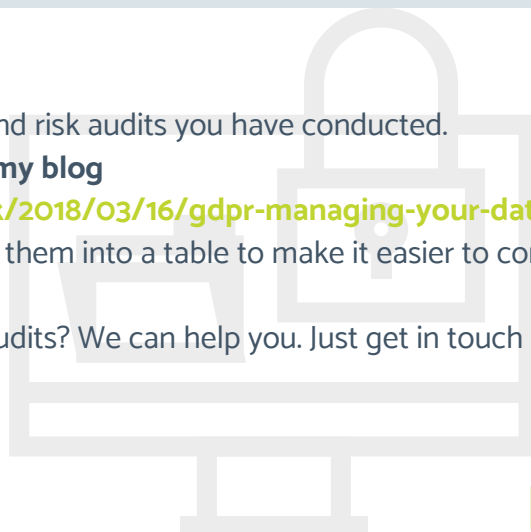 nd risk audits you have conducted.
my blog
/2018/03/16/gdpr-managing-your-dat
them into a table to make it easier to co
udits? We can help you. Just get in touch